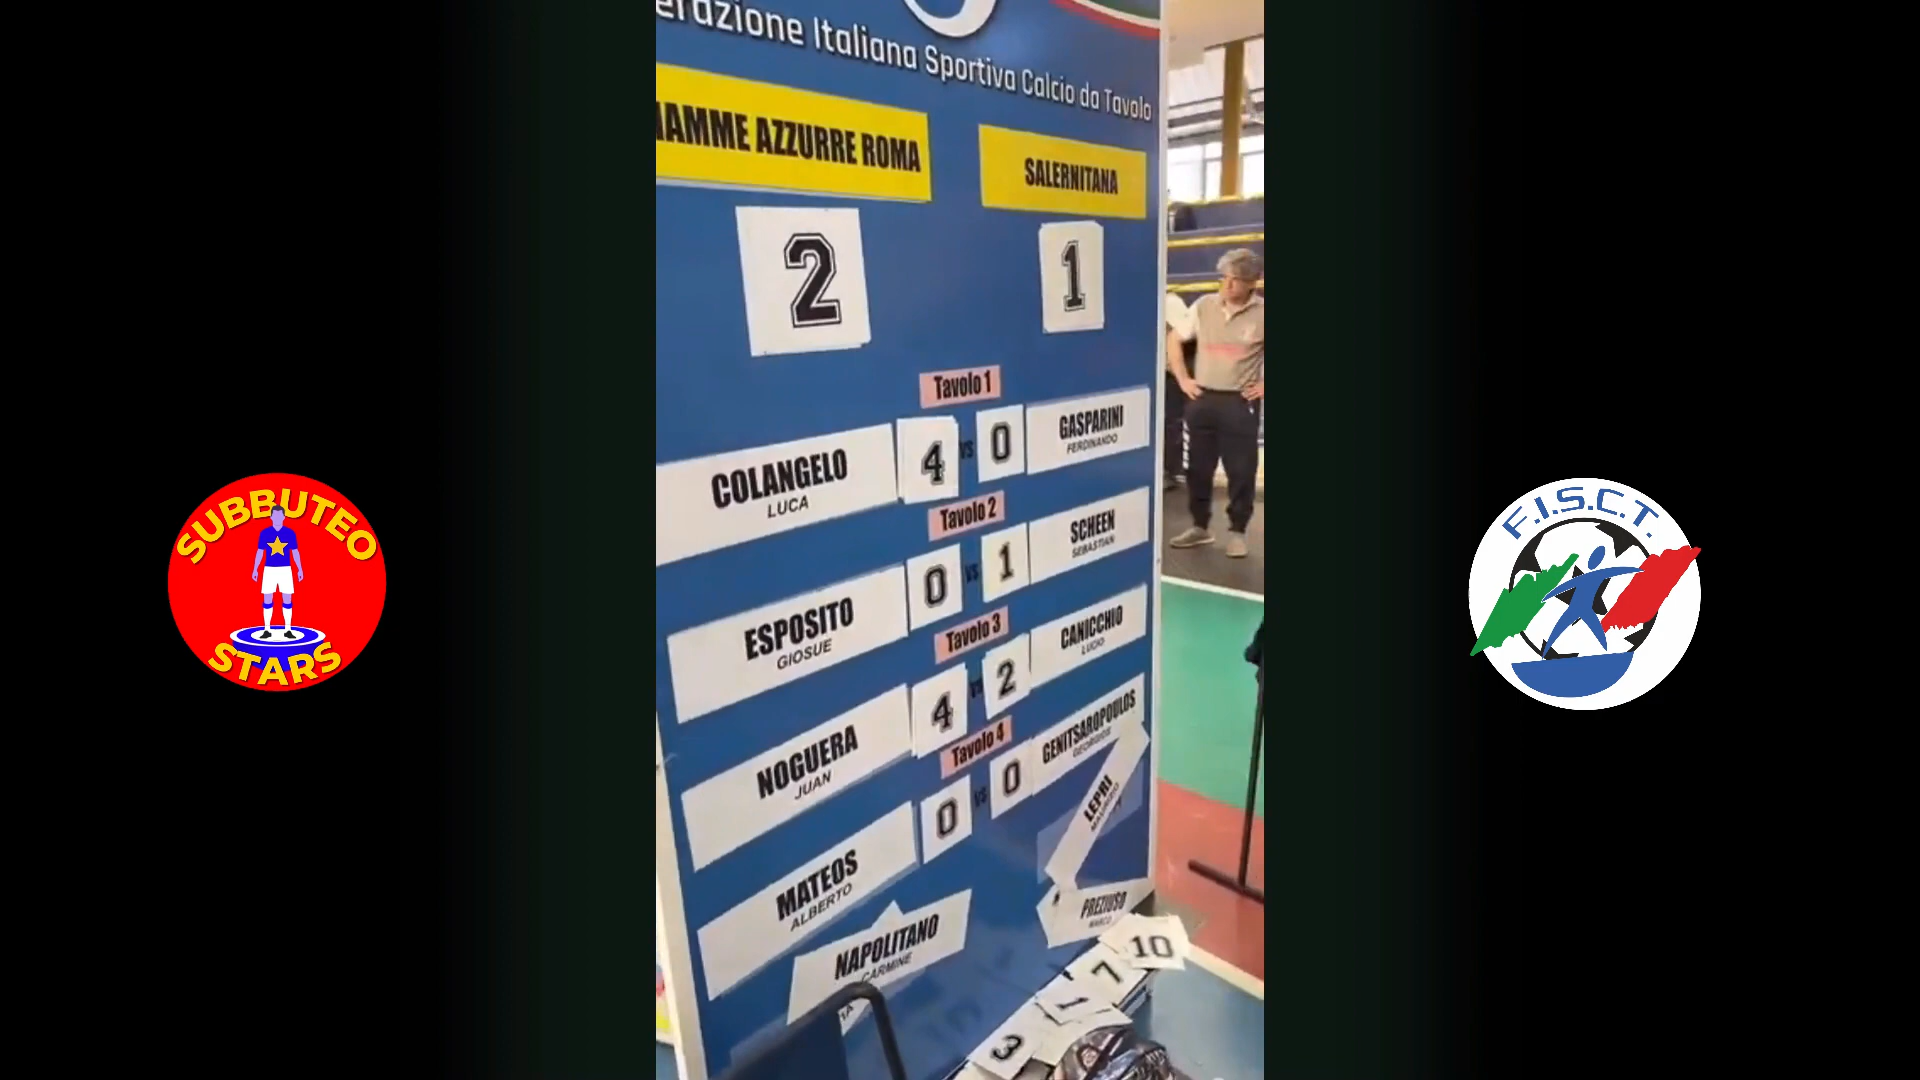 erazione Italiana Sportiva Calcio da Tavolo
IAMME AZZURRE ROMA
SALERNITANA
2
1
Tavolo 1
COLANGELO
LUCA
4
VS
0
GASPARINI
FERDINANDO
Tavolo 2
ESPOSITO
GIOSUE
0
VS
1
SCHEEN
SEBASTIAN
Tavolo 3
NOGUERA
JUAN
4
VS
2
CANICCHIO
LUCIO
Tavolo 4
MATEOS
ALBERTO
0
VS
0
GENITSAROPOULOS
GEORGIOS
LEPRI
MAURIZIO
NAPOLITANO
CARMINE
PREZIUSO
MARCO
10
7
1
3
SUBBUTEO
STARS
F.I.S.C.T.